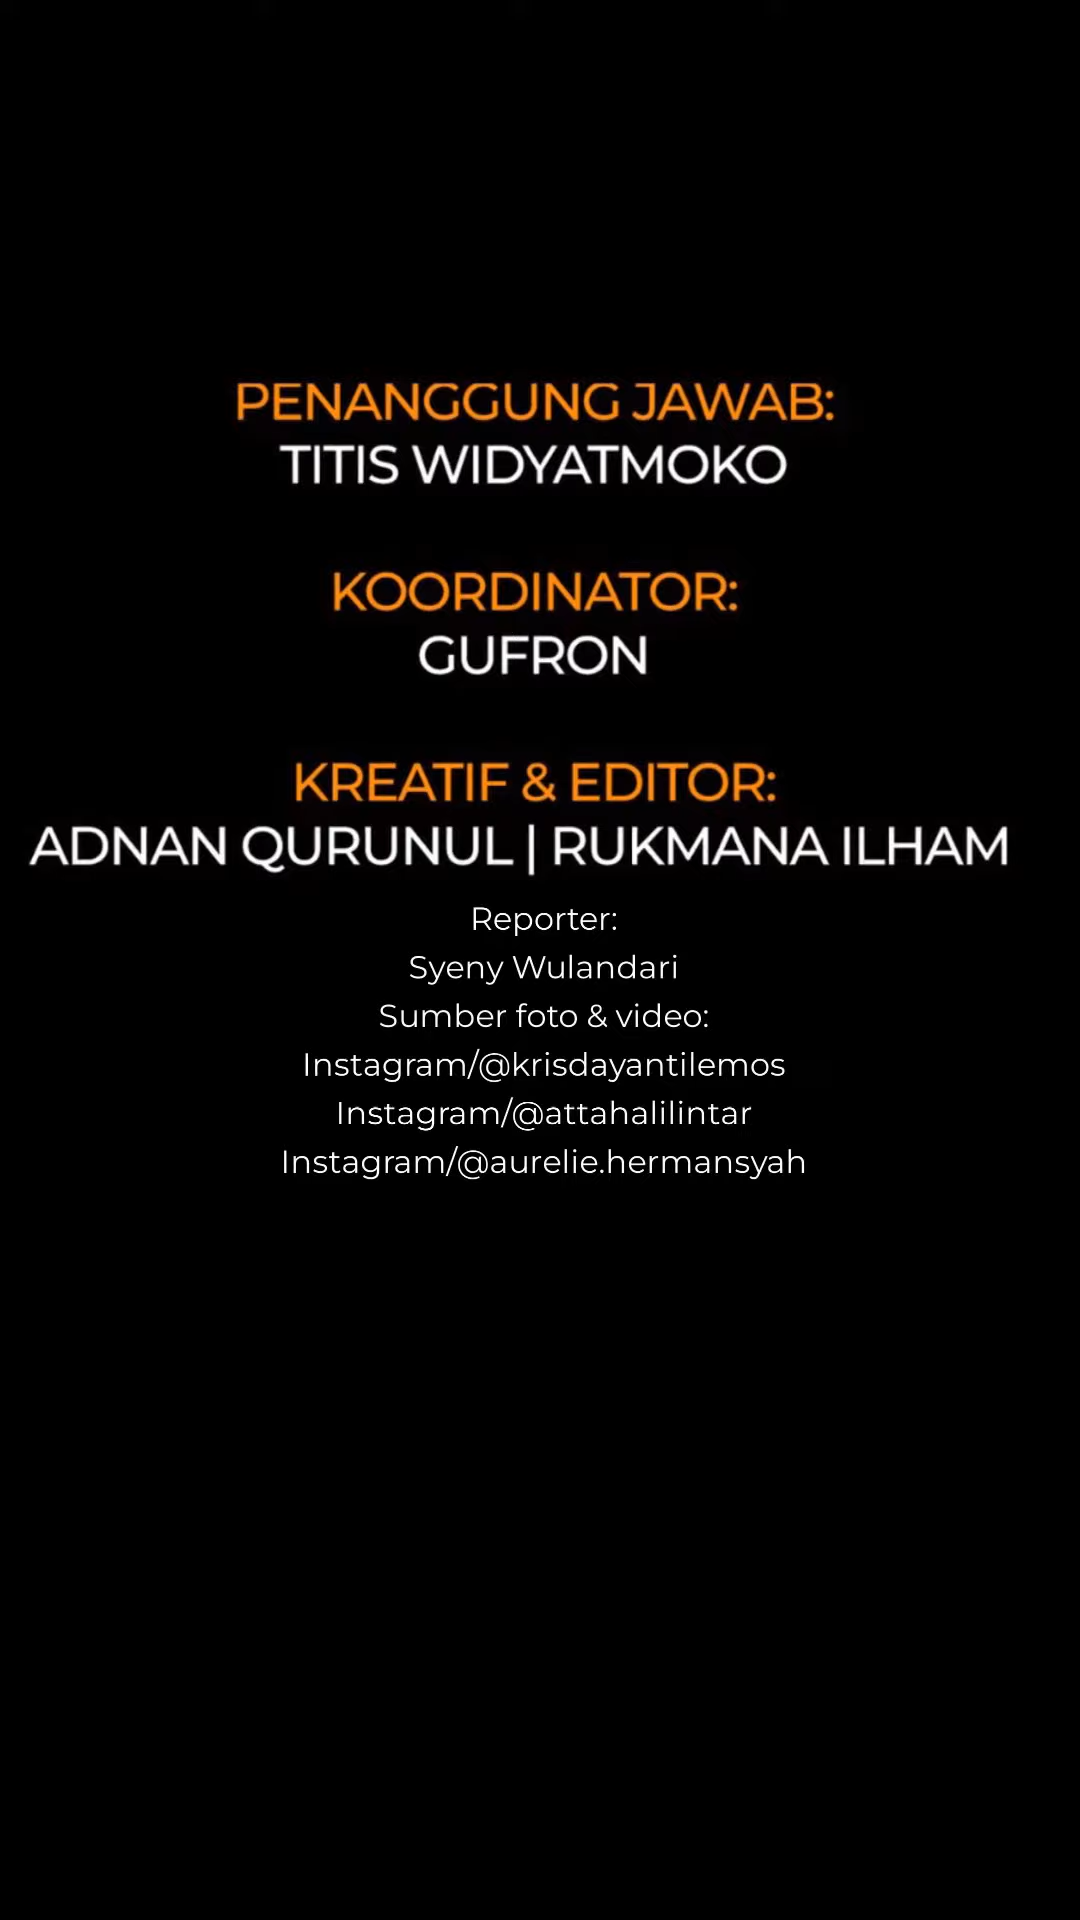 PENANGGUNG JAWAB:
TITIS WIDYATMOKO
KOORDINATOR:
GUFRON
KREATIF & EDITOR:
ADNAN QURUNUL | RUKMANA ILHAM
Reporter:
Syeny Wulandari
Sumber foto & video:
Instagram/@krisdayantilemos
Instagram/@attahalilintar
Instagram/@aurelie.hermansyah